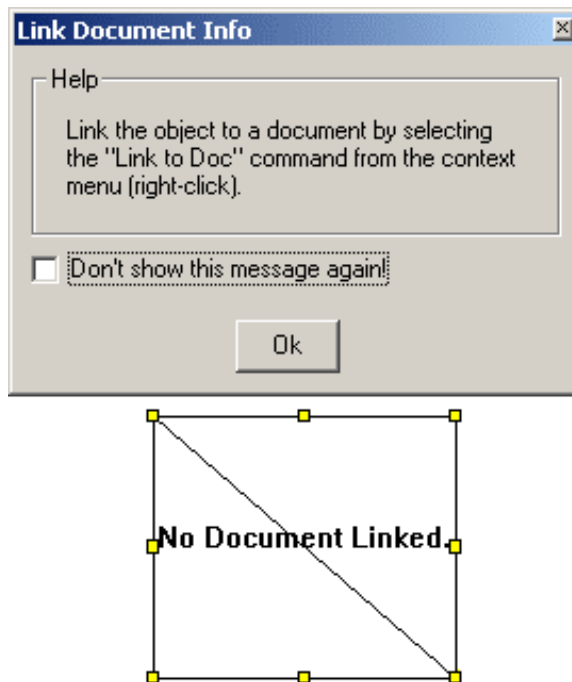 Link Document Info
Help
Link the object to a document by selecting
the "Link to Doc" command from the context
menu (right-click).
Don't show this message again!
Ok
No Document Linked.